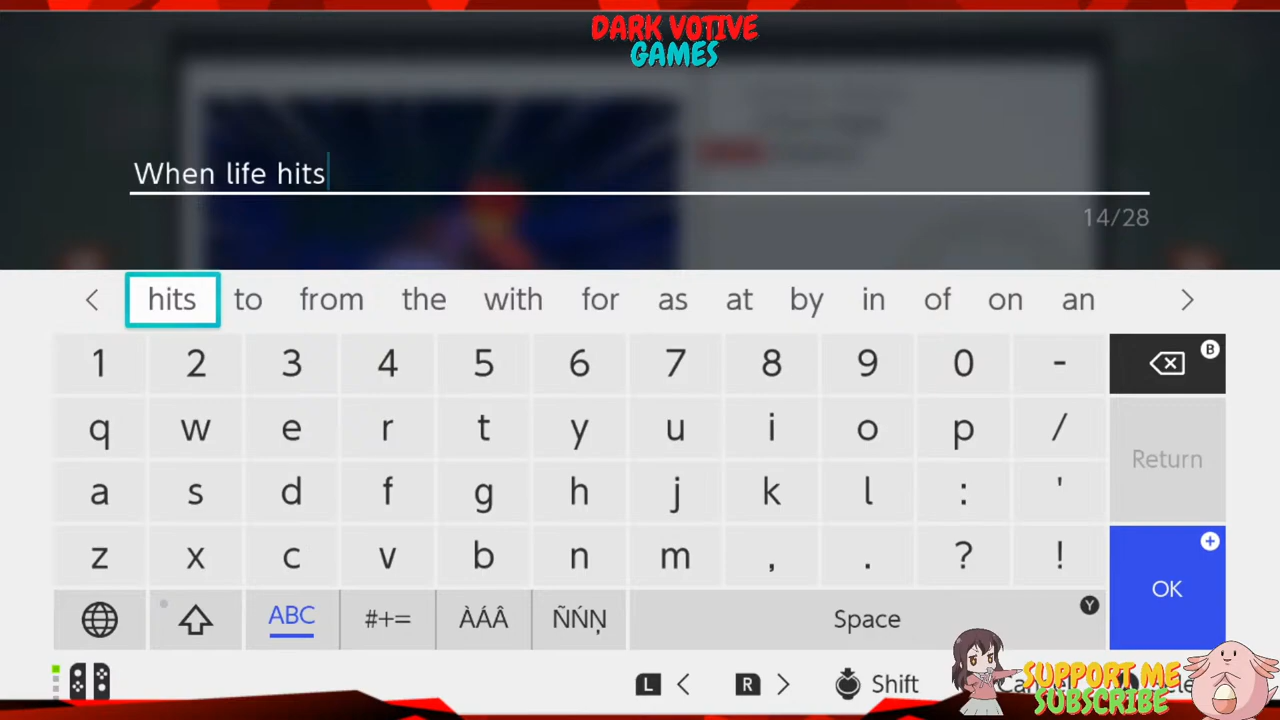 DARK VOTIVE
GAMES
When life hits
14/28
hits to from the with for as at by in of on an
1 2 3 4 5 6 7 8 9 0 - B
q w e r t y u i o p /
Return
a s d f g h j k l : '
z x c v b n m , . ? ! +
OK
ABC #+= ÀÁÂ ÑŃŅ Space Y
L R Shift
SUPPORT ME
SUBSCRIBE